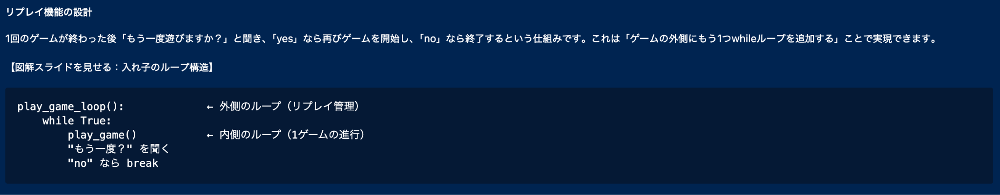 リプレイ機能の設計
1回のゲームが終わった後「もう一度遊びますか？」と聞き、「yes」なら再びゲームを開始し、「no」なら終了するという仕組みです。これは「ゲームの外側にもう1つwhileループを追加する」ことで実現できます。
【図解スライドを見せる：入れ子のループ構造】
play_game_loop():             ← 外側のループ（リプレイ管理）
    while True:
        play_game()           ← 内側のループ（1ゲームの進行）
        "もう一度？" を聞く
        "no" なら break